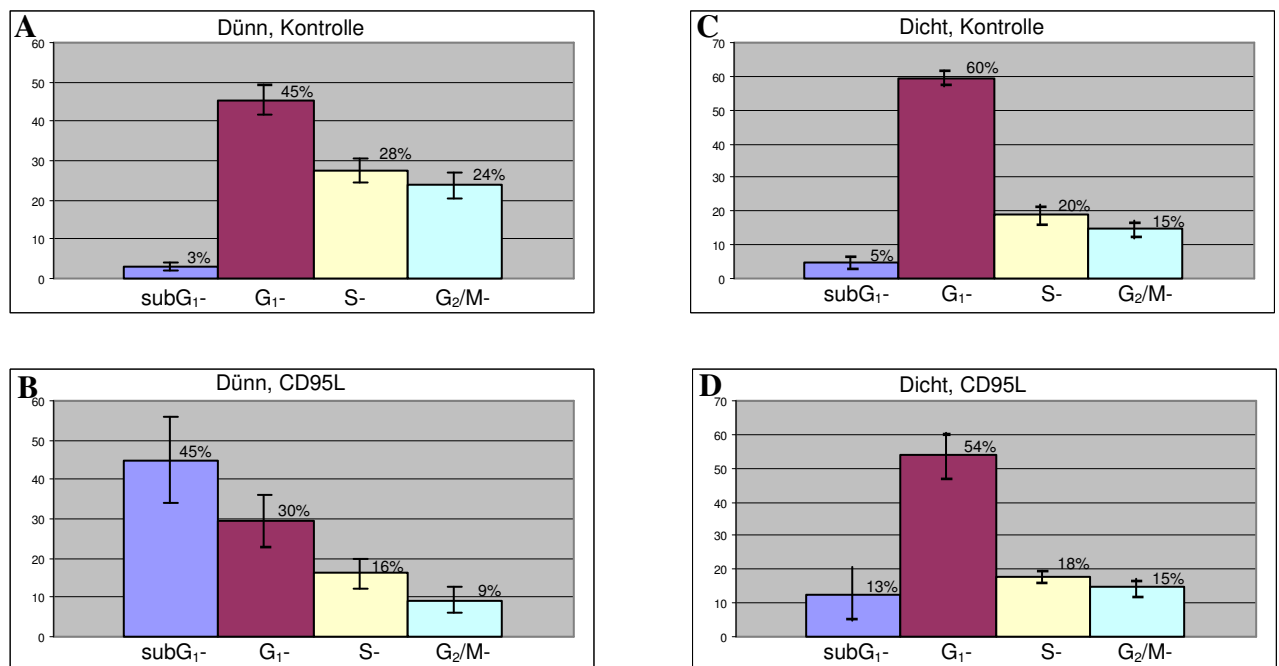 A
Dünn, Kontrolle
60
50
40
30
20
10
0
3%
45%
28%
24%
subG₁-
G₁-
S-
G₂/M-
C
Dicht, Kontrolle
70
60
50
40
30
20
10
0
5%
60%
20%
15%
subG₁-
G₁-
S-
G₂/M-
B
Dünn, CD95L
60
50
40
30
20
10
0
45%
30%
16%
9%
subG₁-
G₁-
S-
G₂/M-
D
Dicht, CD95L
70
60
50
40
30
20
10
0
13%
54%
18%
15%
subG₁-
G₁-
S-
G₂/M-